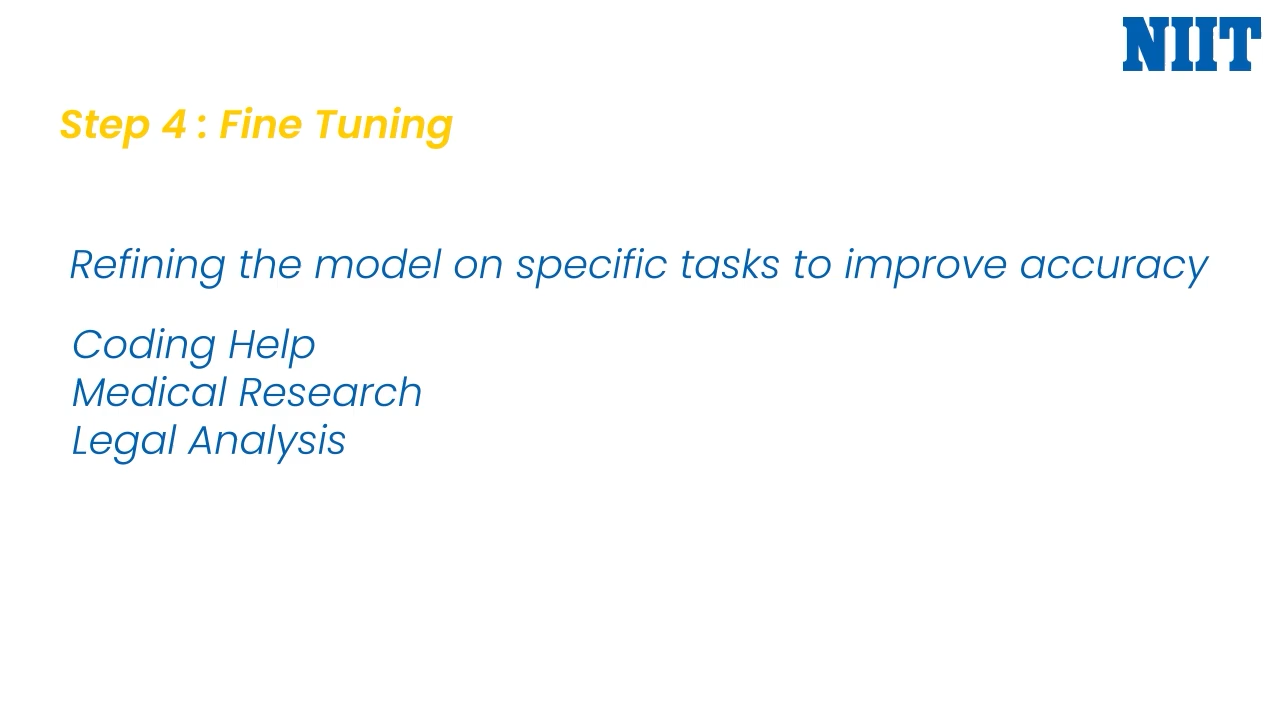 NIIT
Step 4 : Fine Tuning
Refining the model on specific tasks to improve accuracy
Coding Help
Medical Research
Legal Analysis